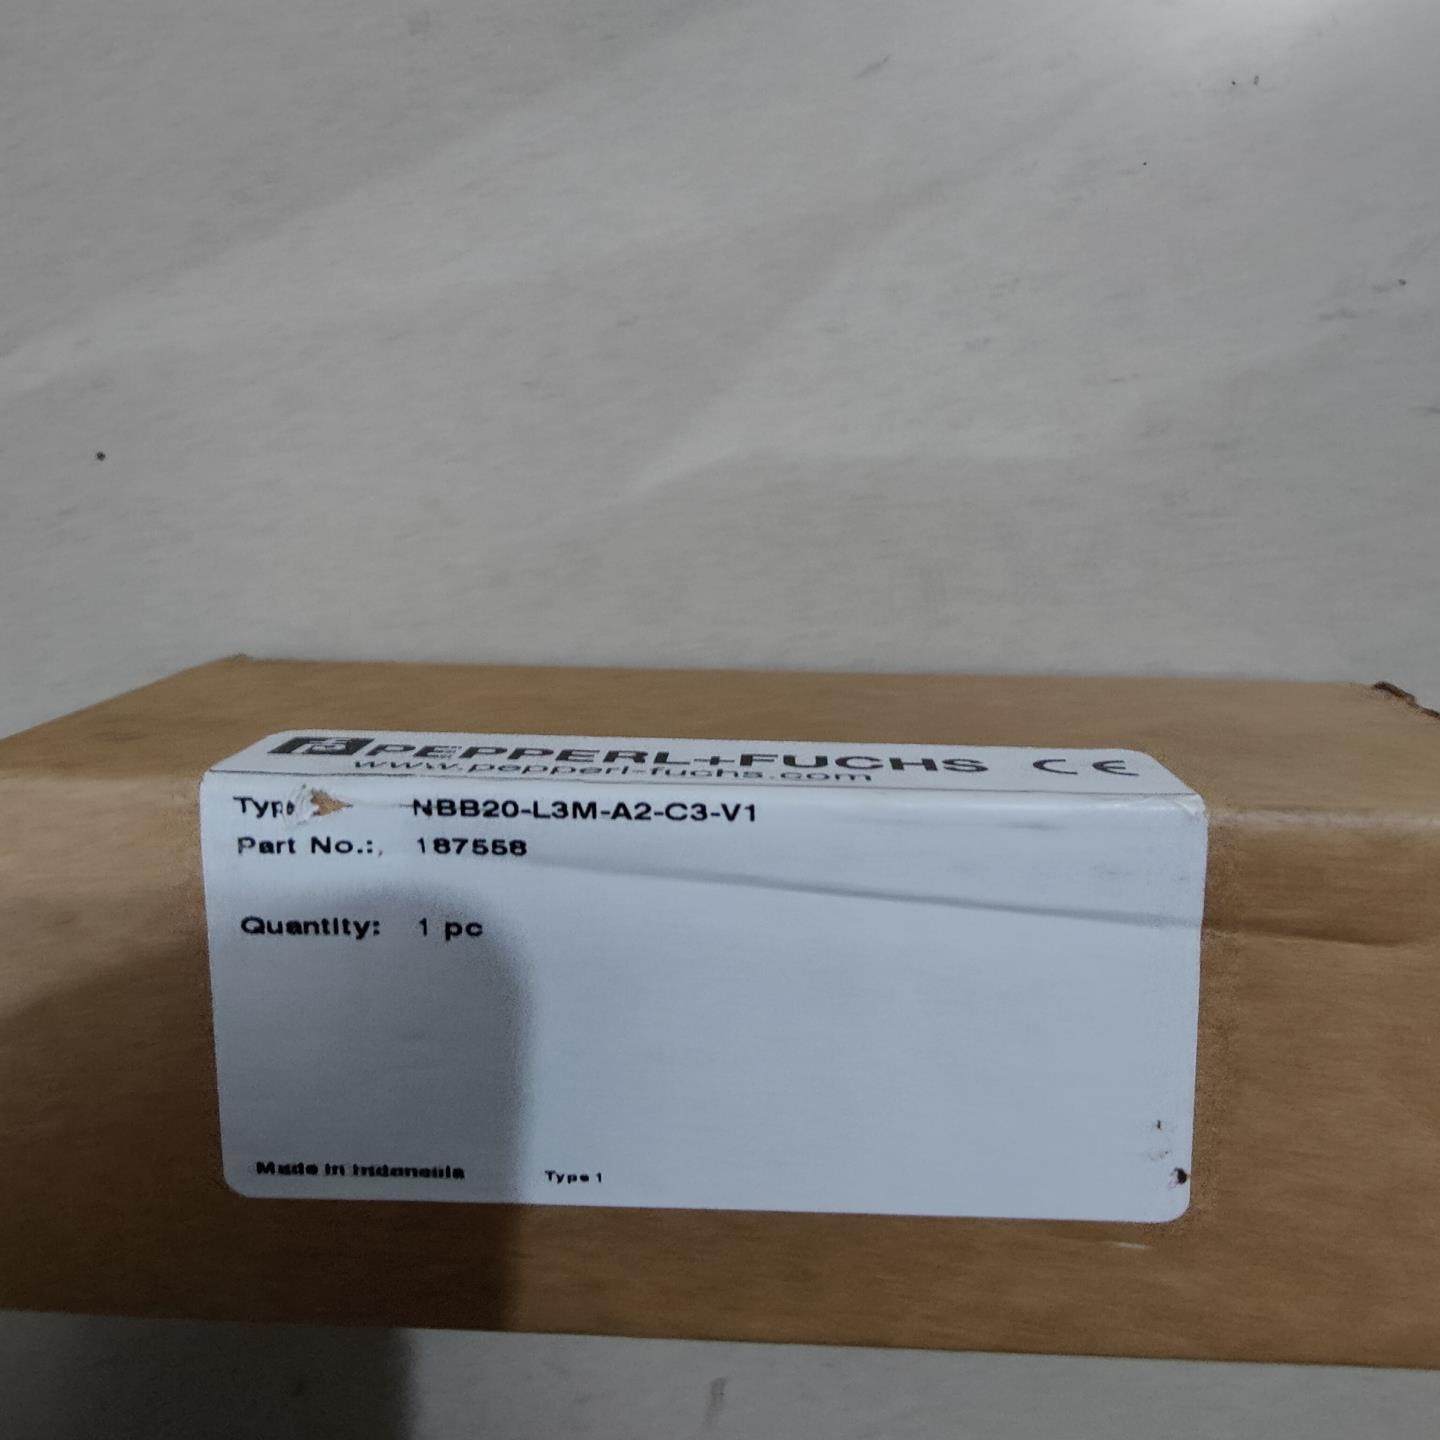 PEPPERL+FUCHS CE
www.pepperl-fuchs.com
Type NBB20-L3M-A2-C3-V1
Part No.: 187558
Quantity: 1 pc
Made in Indonesia Type 1